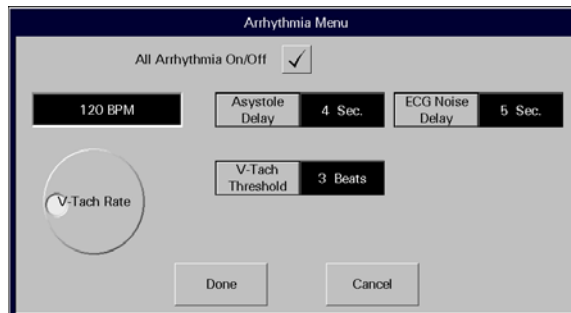 Arrhythmia Menu
All Arrhythmia On/Off
120 BPM
Asystole
Delay
4 Sec.
ECG Noise
Delay
5 Sec.
V-Tach Rate
V-Tach
Threshold
3 Beats
Done
Cancel